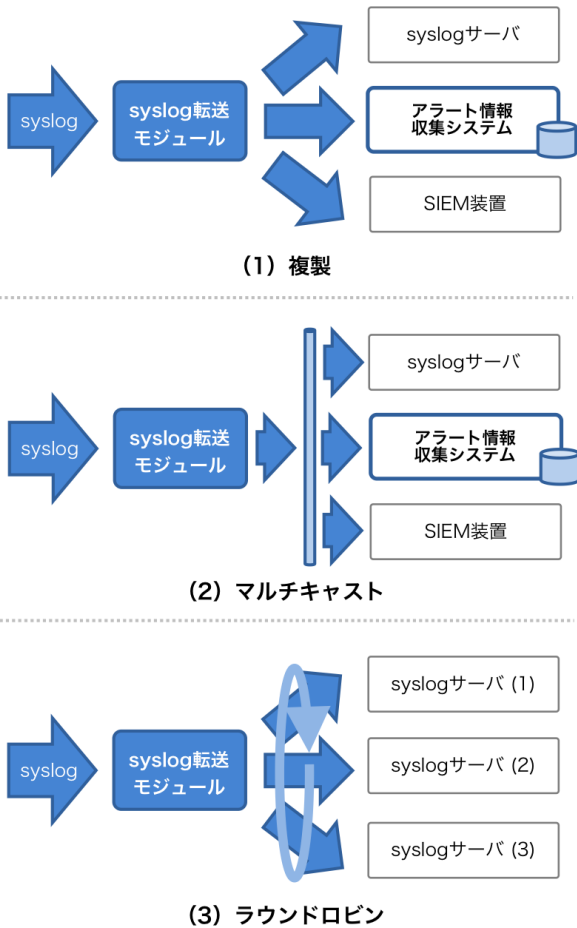 syslog
syslog転送
モジュール
syslogサーバ
アラート情報
収集システム
SIEM装置
（1）複製
syslog
syslog転送
モジュール
syslogサーバ
アラート情報
収集システム
SIEM装置
（2）マルチキャスト
syslog
syslog転送
モジュール
syslogサーバ (1)
syslogサーバ (2)
syslogサーバ (3)
（3）ラウンドロビン